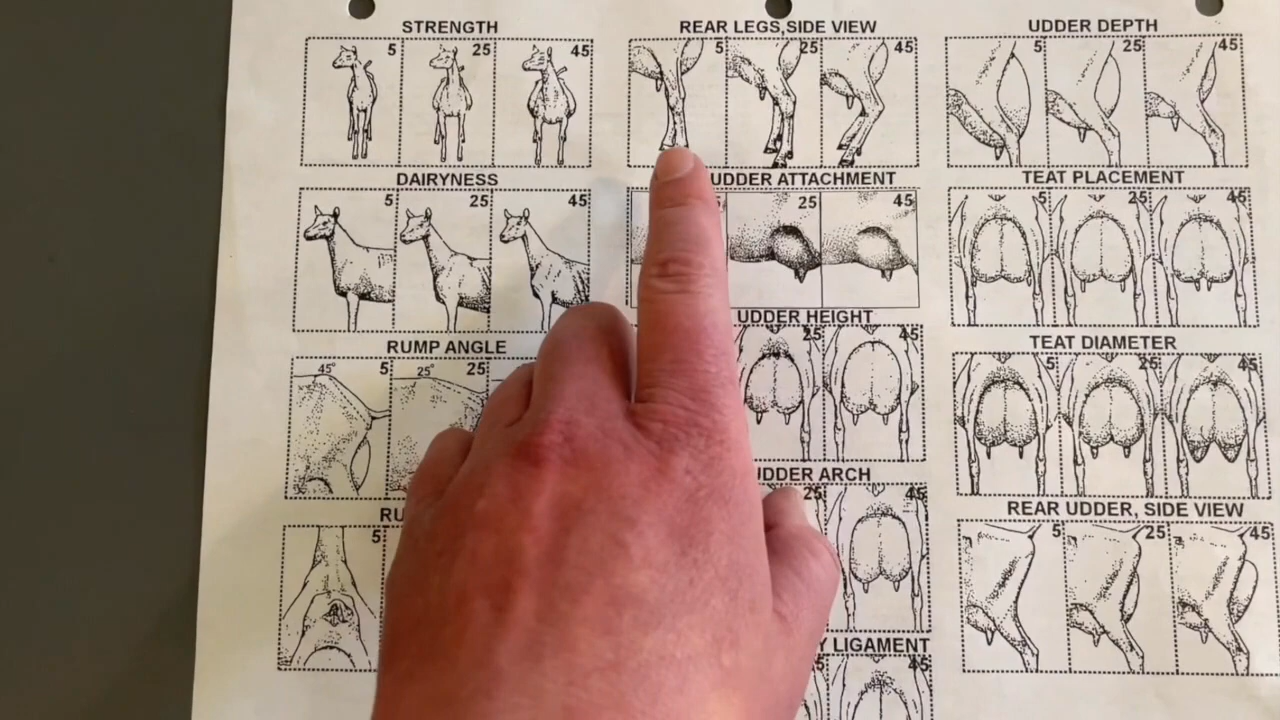 STRENGTH
5 25 45
DAIRYNESS
5 25 45
RUMP ANGLE
45° 5 25° 25
5
REAR LEGS,SIDE VIEW
5 25 45
UDDER ATTACHMENT
25 45
UDDER HEIGHT
25 45
ARCH
25 45
LIGAMENT
5 45
UDDER DEPTH
5 25 45
TEAT PLACEMENT
5 25 45
TEAT DIAMETER
5 25 45
REAR UDDER, SIDE VIEW
5 25 45